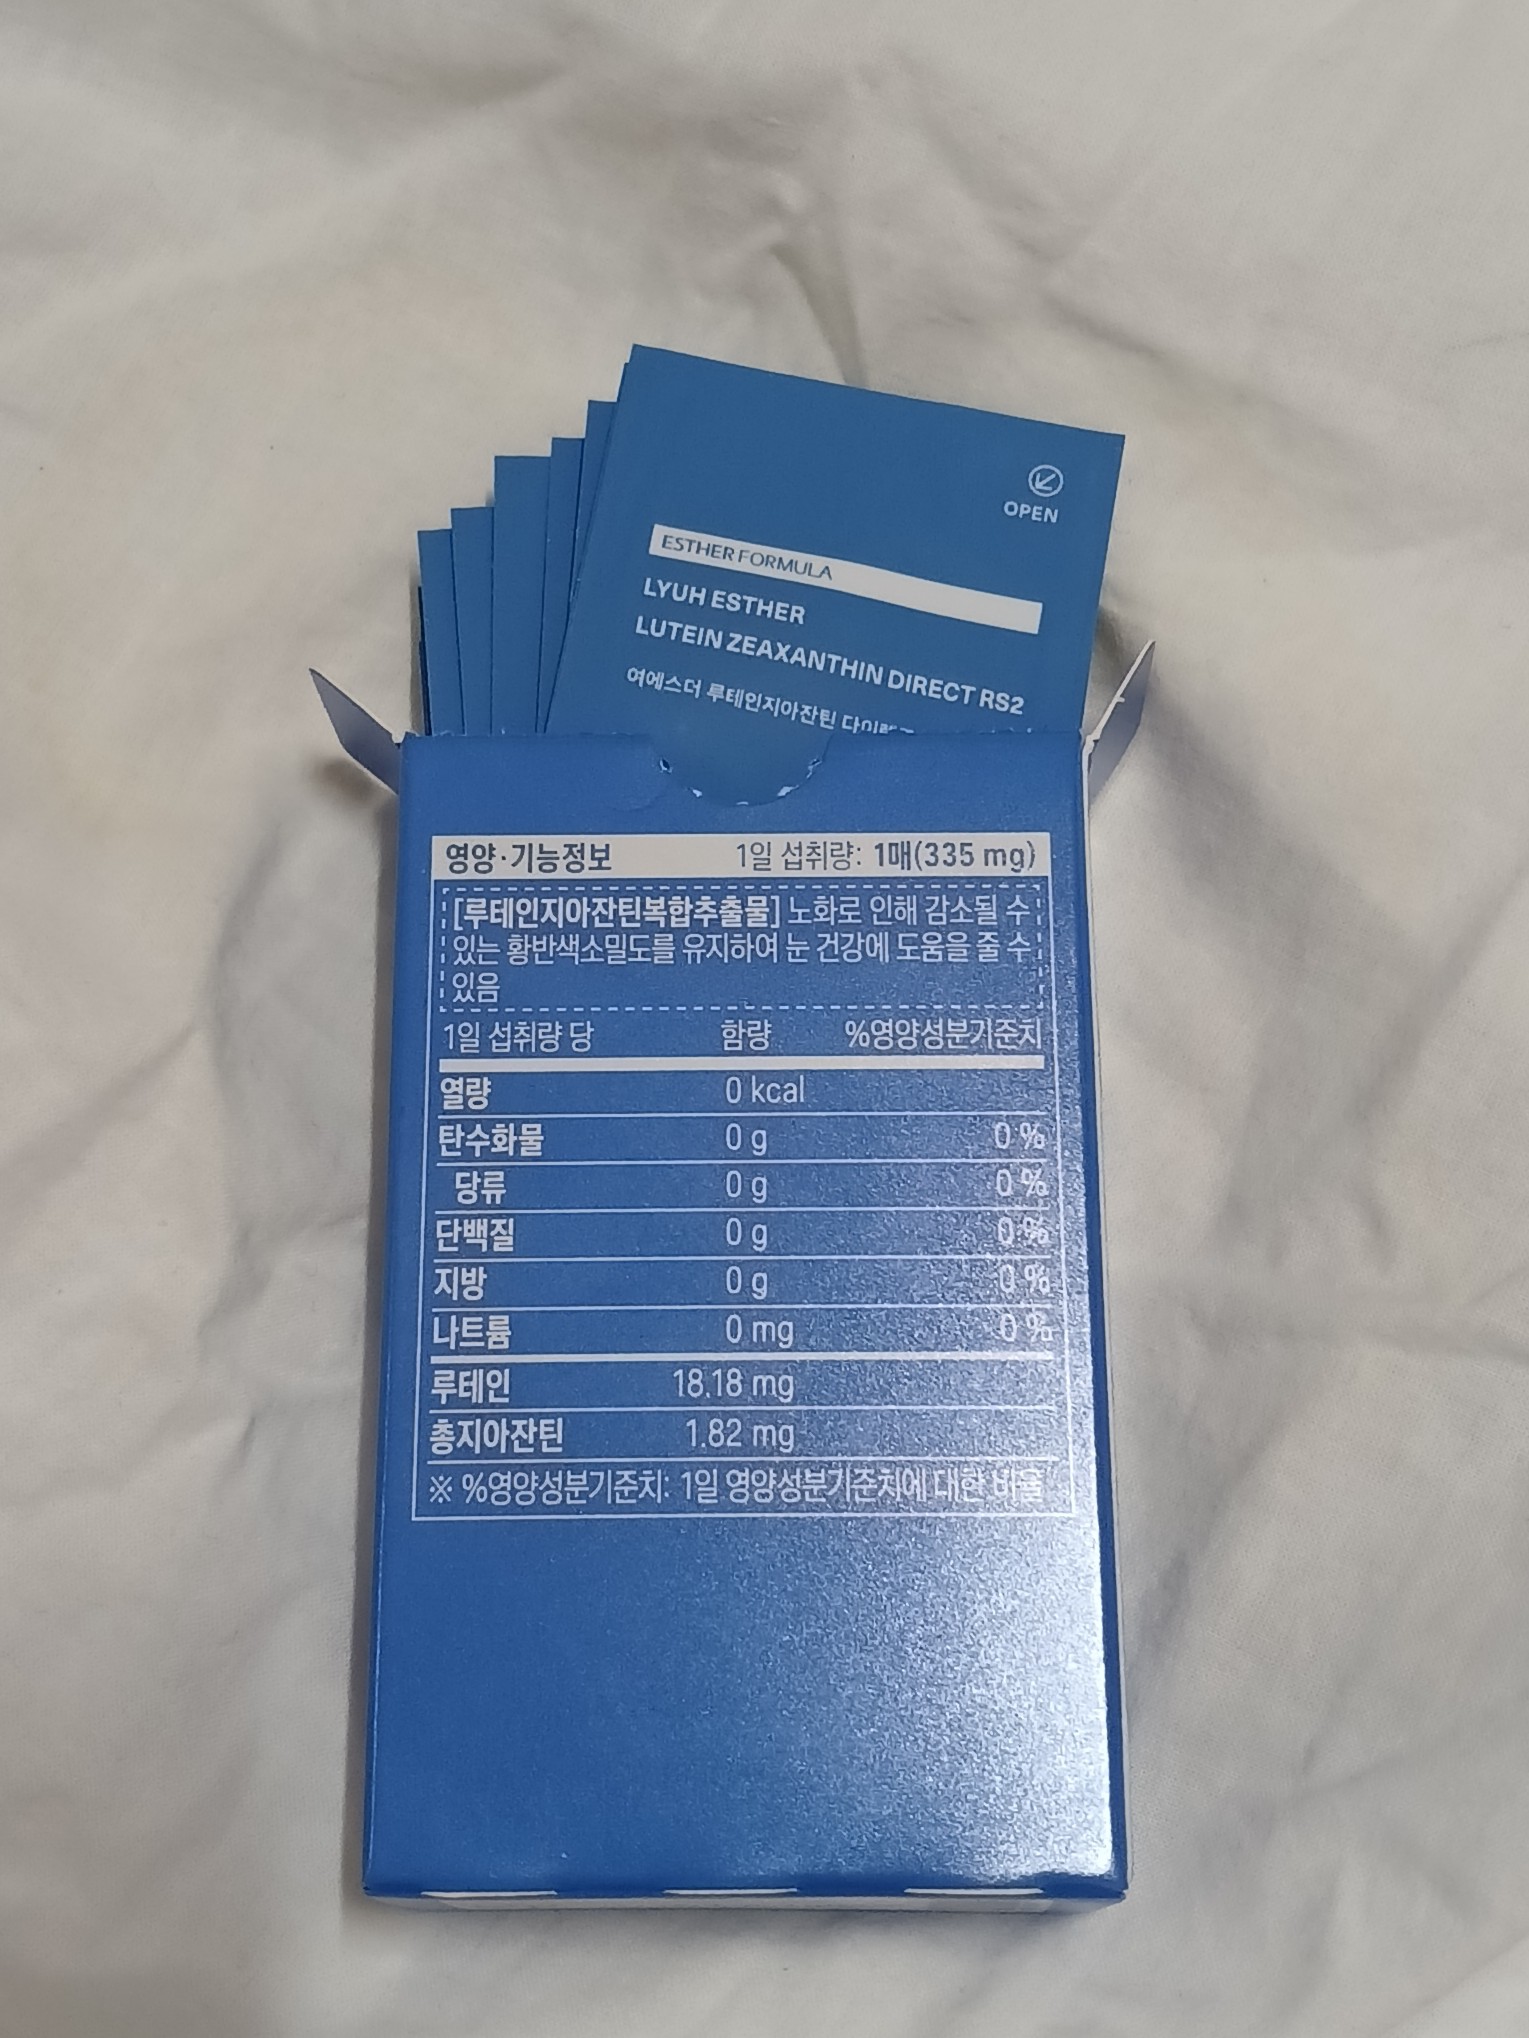 OPEN
ESTHER FORMULA
LYUH ESTHER
LUTEIN ZEAXANTHIN DIRECT RS2
여에스더 루테인지아잔틴
영양·기능정보 1일 섭취량: 1매(335 mg)
[루테인지아잔틴복합추출물] 노화로 인해 감소될 수
있는 황반색소밀도를 유지하여 눈 건강에 도움을 줄 수
있음
1일 섭취량 당 함량 %영양성분기준치
열량 0 kcal
탄수화물 0 g 0 %
당류 0 g 0 %
단백질 0 g 0 %
지방 0 g 0 %
나트륨 0 mg 0 %
루테인 18.18 mg
총지아잔틴 1.82 mg
※ %영양성분기준치: 1일 영양성분기준치에 대한 비율